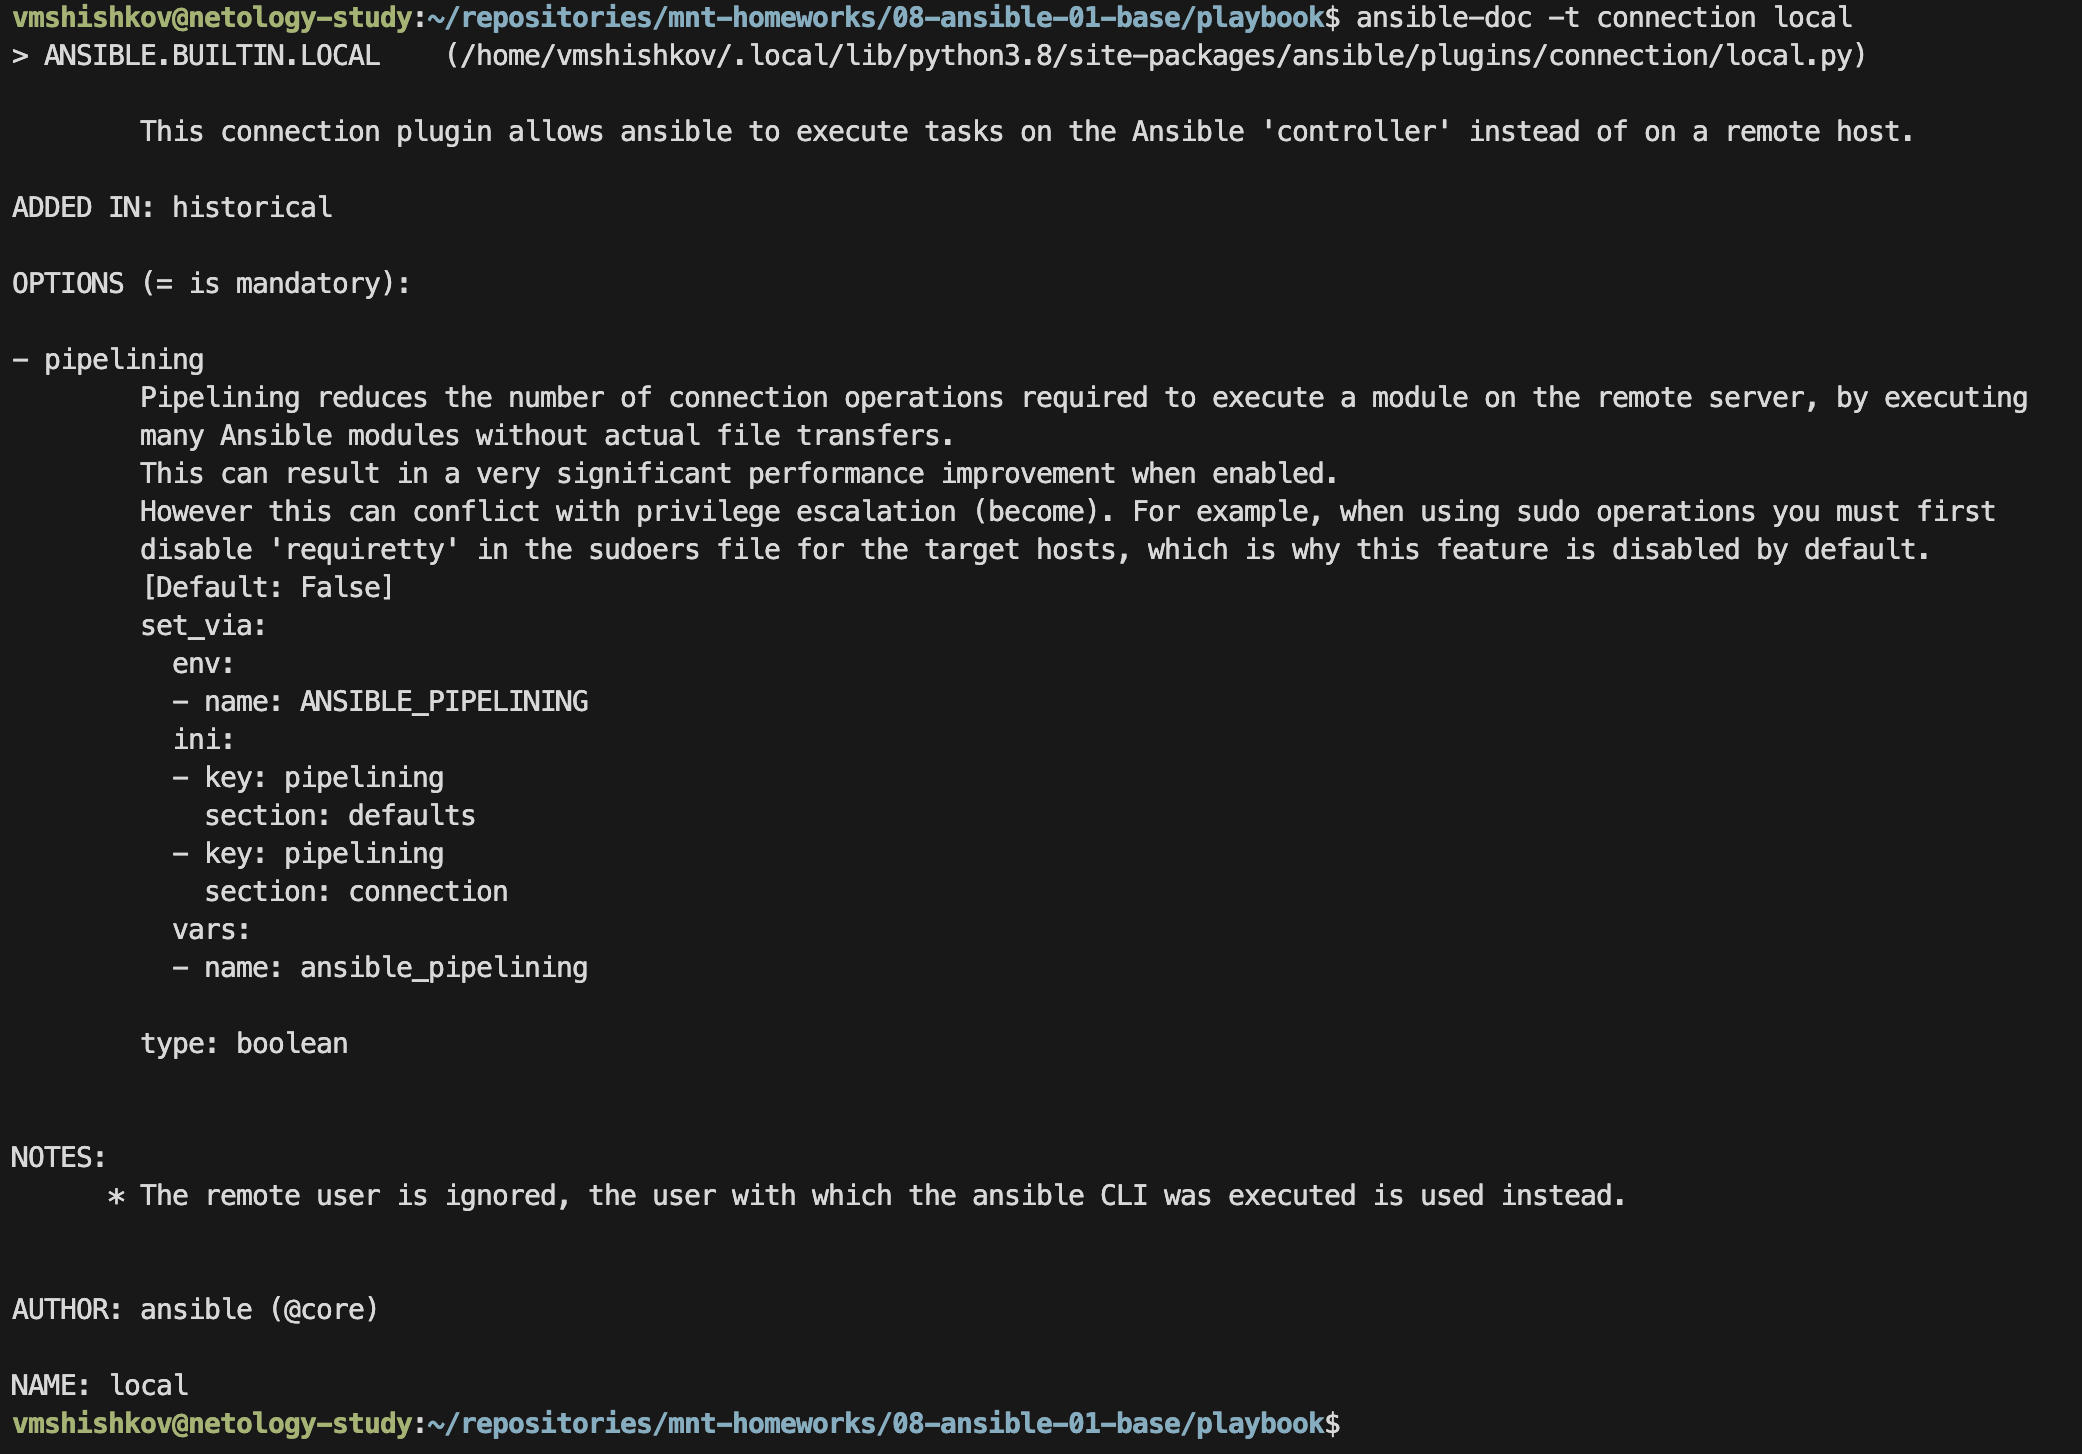 vmshishkov@netology-study:~/repositories/mnt-homeworks/08-ansible-01-base/playbook$ ansible-doc -t connection local
> ANSIBLE.BUILTIN.LOCAL    (/home/vmshishkov/.local/lib/python3.8/site-packages/ansible/plugins/connection/local.py)

        This connection plugin allows ansible to execute tasks on the Ansible 'controller' instead of on a remote host.

ADDED IN: historical

OPTIONS (= is mandatory):

- pipelining
        Pipelining reduces the number of connection operations required to execute a module on the remote server, by executing
        many Ansible modules without actual file transfers.
        This can result in a very significant performance improvement when enabled.
        However this can conflict with privilege escalation (become). For example, when using sudo operations you must first
        disable 'requiretty' in the sudoers file for the target hosts, which is why this feature is disabled by default.
        [Default: False]
        set_via:
          env:
          - name: ANSIBLE_PIPELINING
          ini:
          - key: pipelining
            section: defaults
          - key: pipelining
            section: connection
          vars:
          - name: ansible_pipelining

        type: boolean

NOTES:
      * The remote user is ignored, the user with which the ansible CLI was executed is used instead.

AUTHOR: ansible (@core)

NAME: local
vmshishkov@netology-study:~/repositories/mnt-homeworks/08-ansible-01-base/playbook$